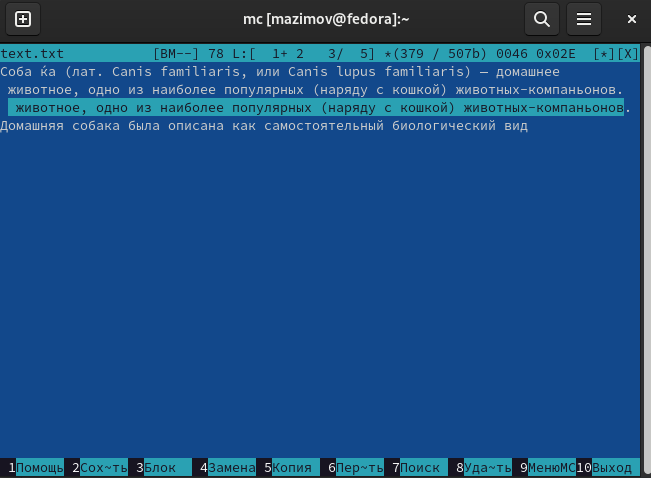 mc [mazimov@fedora]:~
text.txt [BM--] 78 L:[ 1+ 2 3/ 5] *(379 / 507b) 0046 0x02E [*][X]
Соба ́ка (лат. Canis familiaris, или Canis lupus familiaris) — домашнее
животное, одно из наиболее популярных (наряду с кошкой) животных-компаньонов.
животное, одно из наиболее популярных (наряду с кошкой) животных-компаньонов.
Домашняя собака была описана как самостоятельный биологический вид
1Помощь 2Сох~ть 3Блок 4Замена 5Копия 6Пер~ть 7Поиск 8Уда~ть 9МенюMC 10Выход